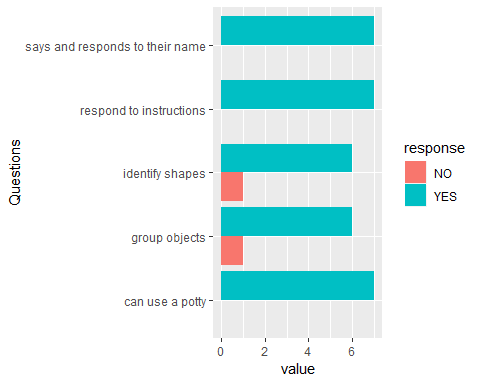 says and responds to their name
respond to instructions
identify shapes
group objects
can use a potty
Questions
0 2 4 6
value
response
NO
YES